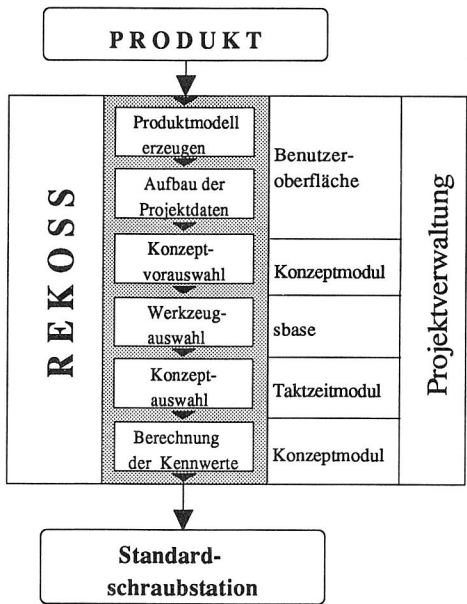 PRODUKT
REKOSS
Produktmodell
erzeugen
Aufbau der
Projektdaten
Konzept-
vorauswahl
Werkzeug-
auswahl
Konzept-
auswahl
Berechnung
der Kennwerte
Benutzer-
oberfläche
Konzeptmodul
sbase
Taktzeitmodul
Konzeptmodul
Projektverwaltung
Standard-
schraubstation